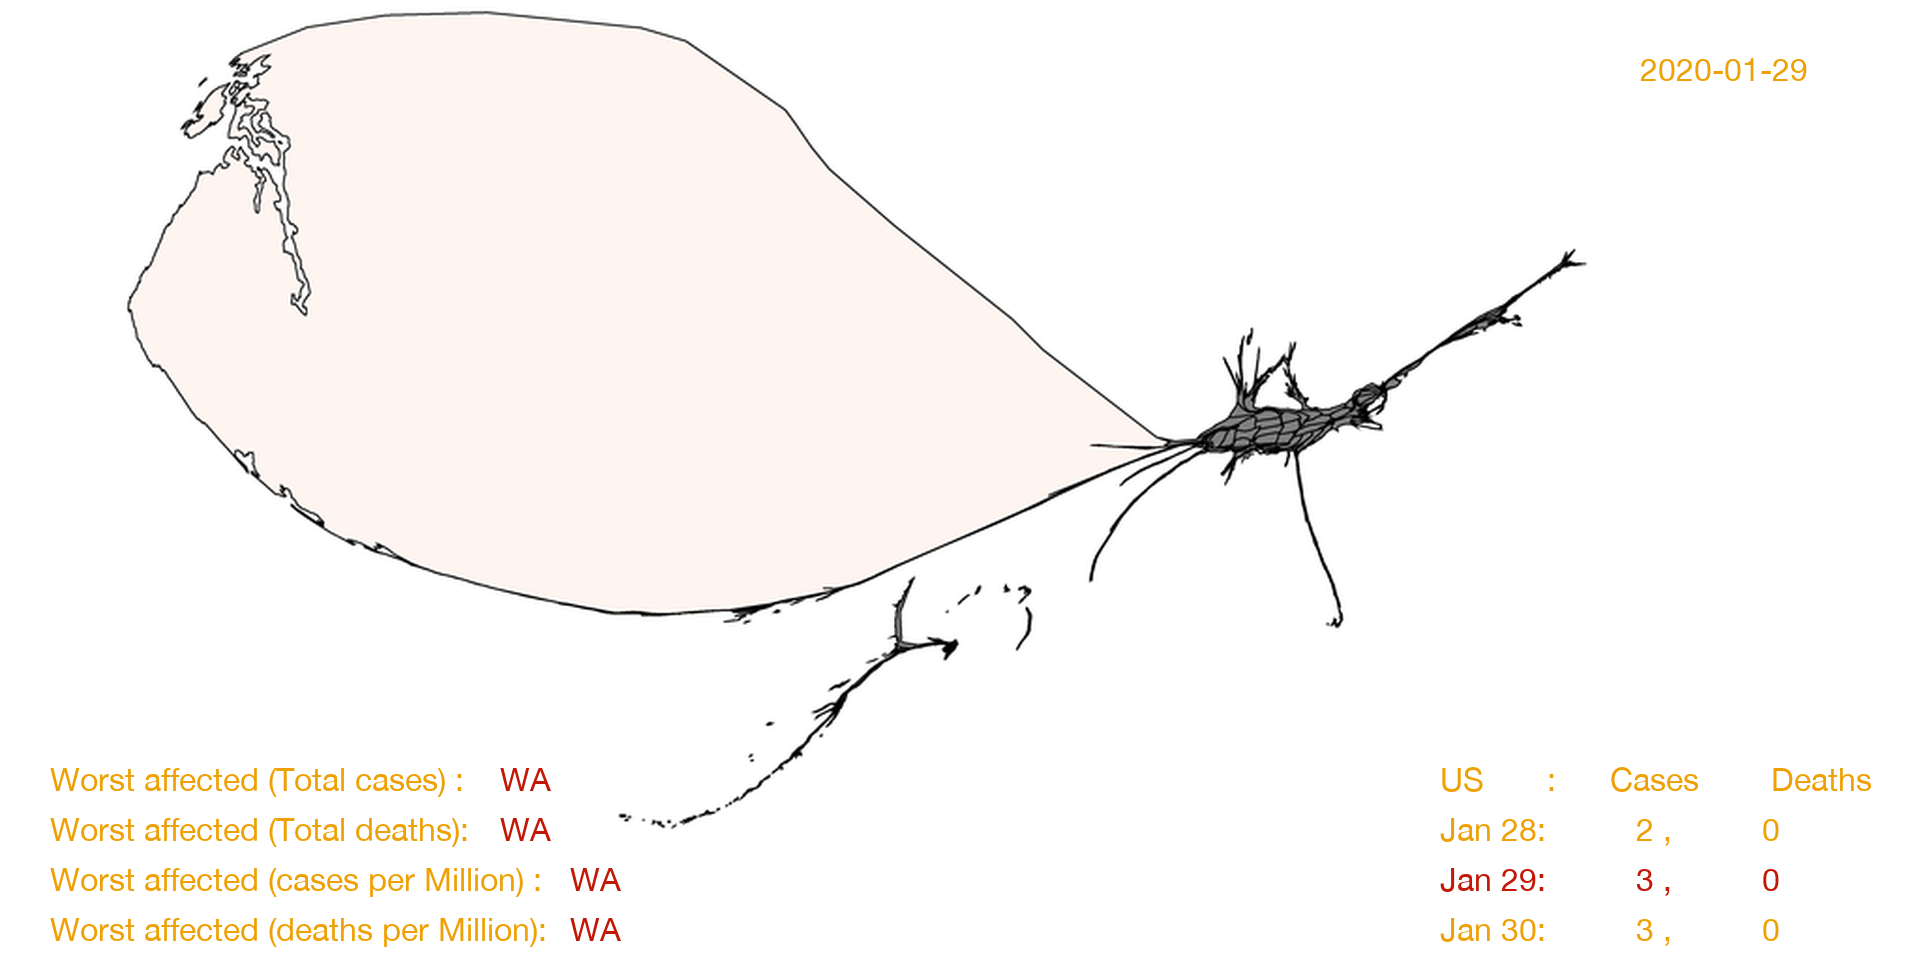 2020-01-29
Worst affected (Total cases) : WA
Worst affected (Total deaths): WA
Worst affected (cases per Million) : WA
Worst affected (deaths per Million): WA
US : Cases Deaths
Jan 28: 2 , 0
Jan 29: 3 , 0
Jan 30: 3 , 0